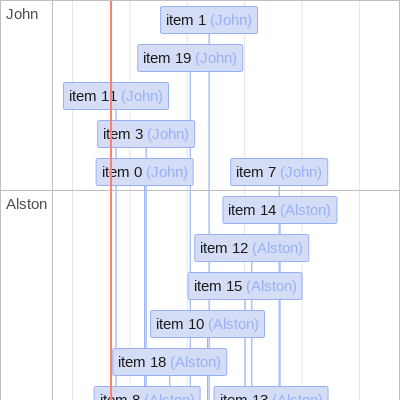 John
item 1 (John)
item 19 (John)
item 11 (John)
item 3 (John)
item 0 (John)
item 7 (John)
Alston
item 14 (Alston)
item 12 (Alston)
item 15 (Alston)
item 10 (Alston)
item 18 (Alston)
item 8 (Alston)
item 13 (Alston)